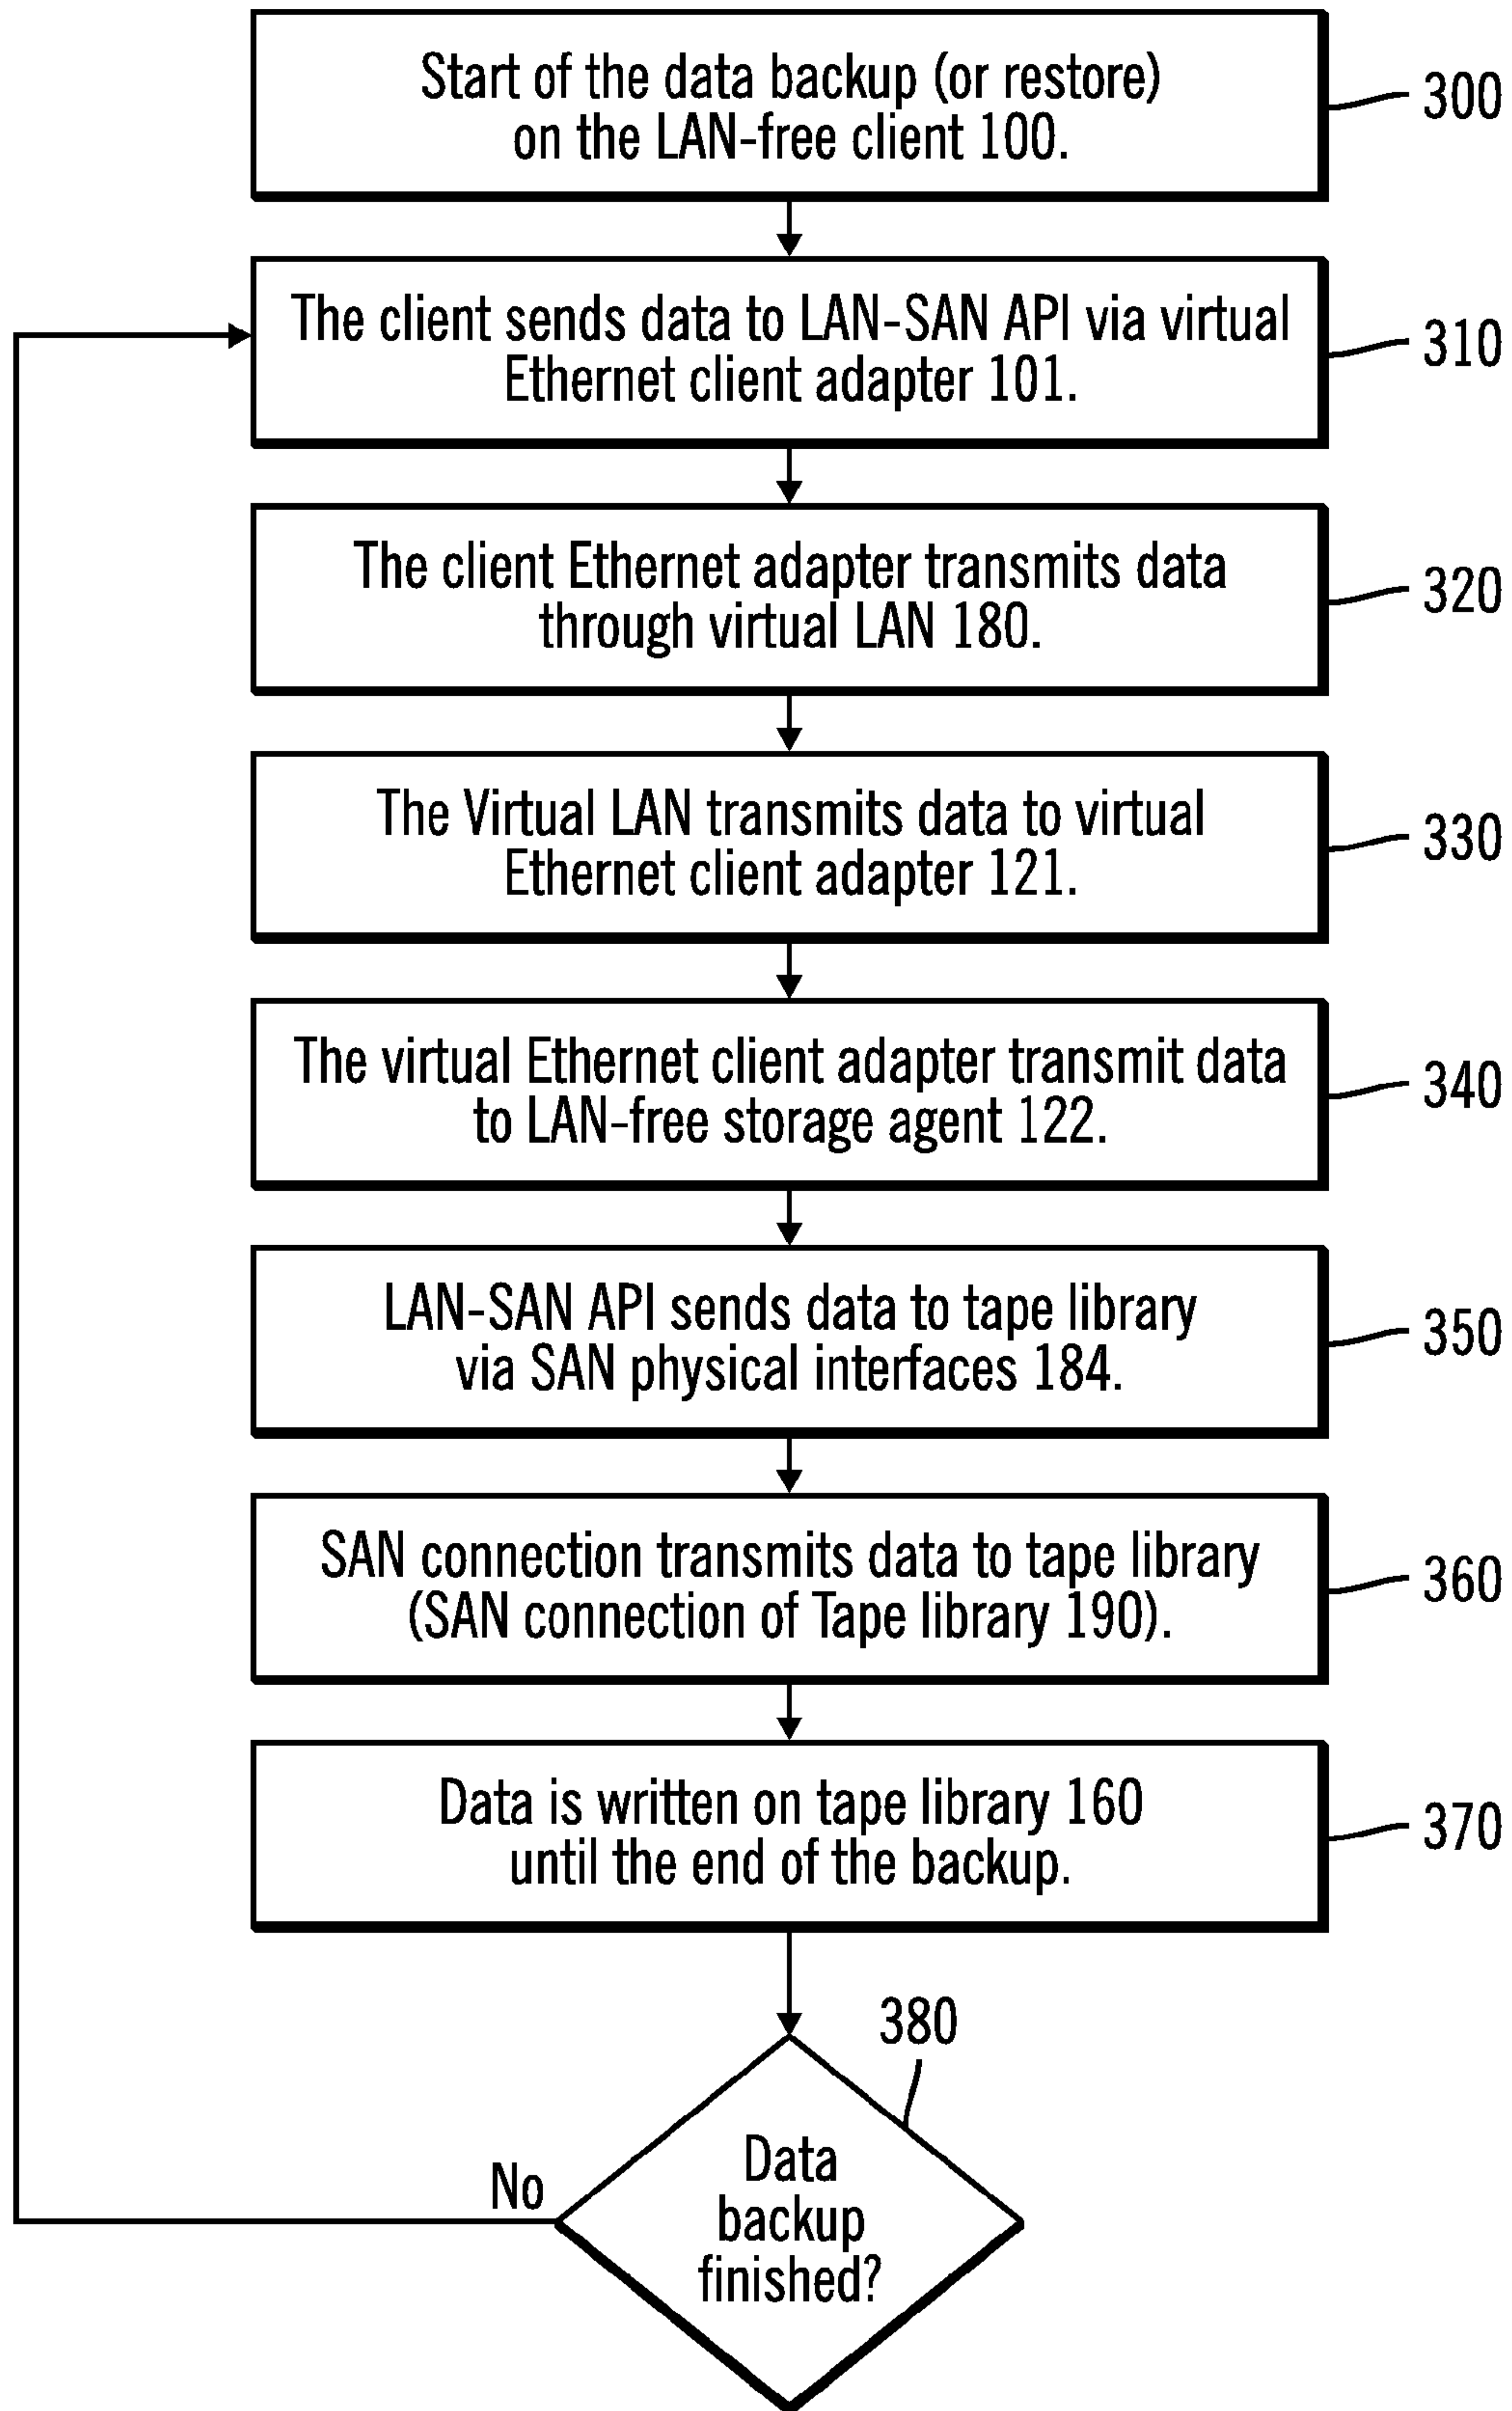 Start of the data backup (or restore)
on the LAN-free client 100.
300
The client sends data to LAN-SAN API via virtual
Ethernet client adapter 101.
310
The client Ethernet adapter transmits data
through virtual LAN 180.
320
The Virtual LAN transmits data to virtual
Ethernet client adapter 121.
330
The virtual Ethernet client adapter transmit data
to LAN-free storage agent 122.
340
LAN-SAN API sends data to tape library
via SAN physical interfaces 184.
350
SAN connection transmits data to tape library
(SAN connection of Tape library 190).
360
Data is written on tape library 160
until the end of the backup.
370
380
No
Data
backup
finished?